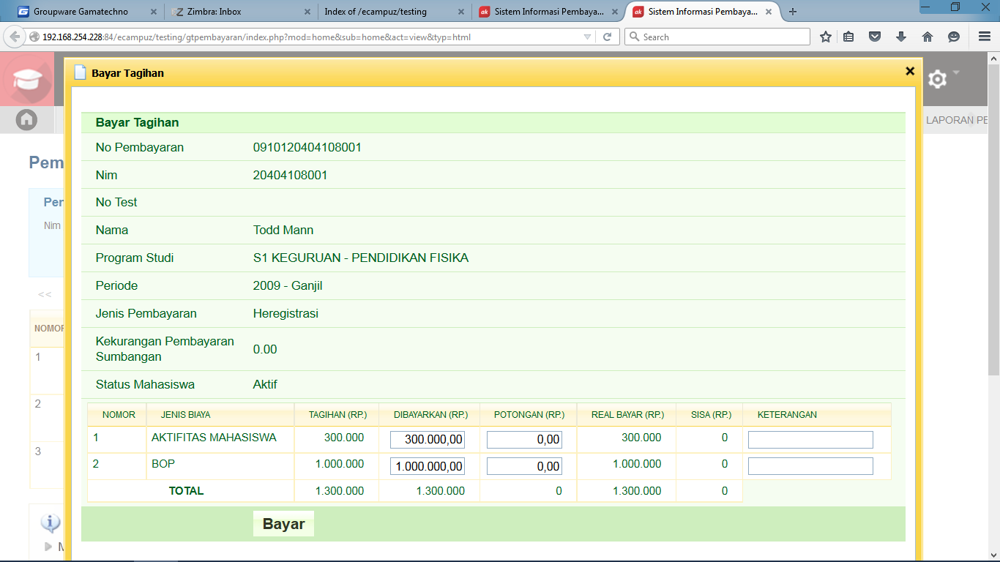 Groupware Gamatechno
Zimbra: Inbox
Index of /ecampuz/testing
ak Sistem Informasi Pembaya...
ak Sistem Informasi Pembaya...
192.168.254.228:84/ecampuz/testing/gtpembayaran/index.php?mod=home&sub=home&act=view&typ=html
Search
Bayar Tagihan
LAPORAN PE
Pem
Per
Nim
<<
NOMOR
1
2
3
Bayar Tagihan
No Pembayaran 0910120404108001
Nim 20404108001
No Test
Nama Todd Mann
Program Studi S1 KEGURUAN - PENDIDIKAN FISIKA
Periode 2009 - Ganjil
Jenis Pembayaran Heregistrasi
Kekurangan Pembayaran
Sumbangan 0.00
Status Mahasiswa Aktif
NOMOR JENIS BIAYA TAGIHAN (RP.) DIBAYARKAN (RP.) POTONGAN (RP.) REAL BAYAR (RP.) SISA (RP.) KETERANGAN
1 AKTIFITAS MAHASISWA 300.000 300.000,00 0,00 300.000 0
2 BOP 1.000.000 1.000.000,00 0,00 1.000.000 0
TOTAL 1.300.000 1.300.000 0 1.300.000 0
Bayar